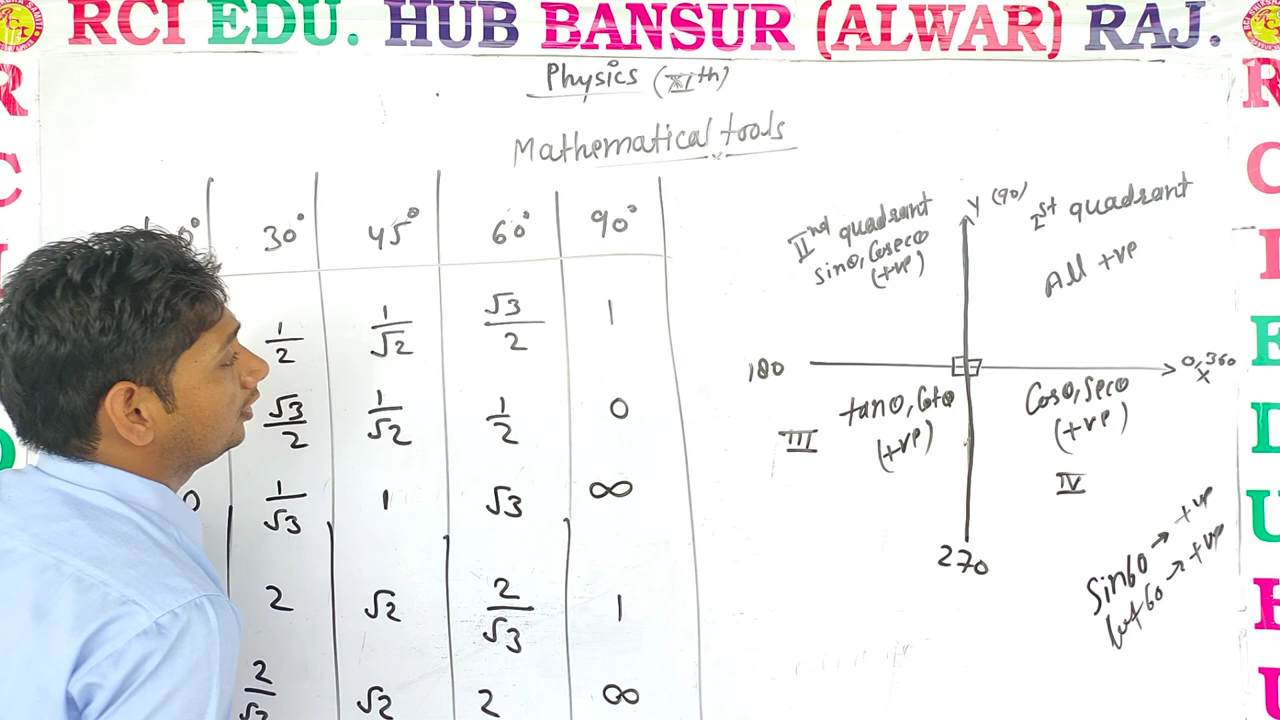 RCI EDU. HUB BANSUR (ALWAR) RAJ.
R
C
I
R
C
I
E
D
U
H
U
Physics (XIth)
Mathematical tools
30° 45° 60° 90°
1/2 1/√2 √3/2 1
√3/2 1/√2 1/2 0
0 1/√3 1 √3 ∞
2 √2 2/√3 1
√2 2 ∞
Y (90)
IInd quadrant
sinθ, Cosecθ
(+ve)
Ist quadrant
All +ve
180
0, 360
X
tanθ, Cotθ
(+ve)
III
Cosθ, Secθ
(+ve)
IV
270
Sin60 → +ve
Cot60 → +ve